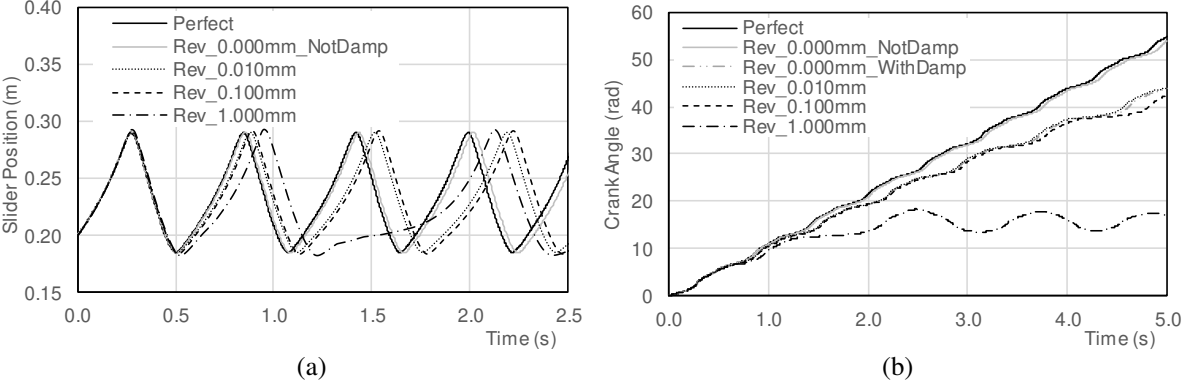 0.40
0.35
0.30
0.25
0.20
0.15
Slider Position (m)
Perfect
Rev_0.000mm_NotDamp
Rev_0.010mm
Rev_0.100mm
Rev_1.000mm
0.0 0.5 1.0 1.5 2.0 2.5
Time (s)
(a)
60
50
40
30
20
10
0
Crank Angle (rad)
Perfect
Rev_0.000mm_NotDamp
Rev_0.000mm_WithDamp
Rev_0.010mm
Rev_0.100mm
Rev_1.000mm
0.0 1.0 2.0 3.0 4.0 5.0
Time (s)
(b)